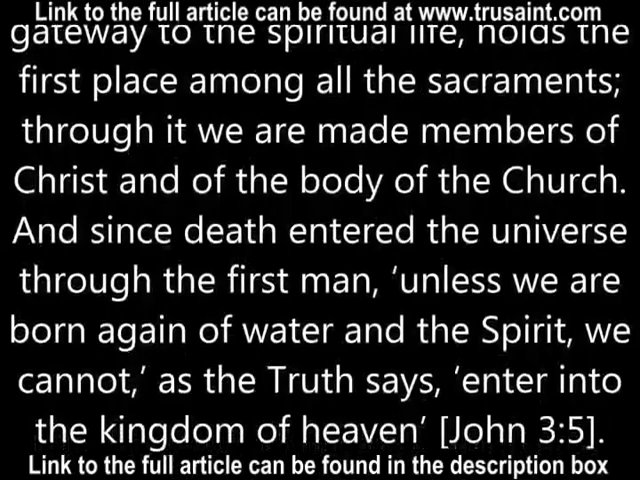 Link to the full article can be found at www.trusaint.com
gateway to the spiritual life, holds the
first place among all the sacraments;
through it we are made members of
Christ and of the body of the Church.
And since death entered the universe
through the first man, ‘unless we are
born again of water and the Spirit, we
cannot,’ as the Truth says, ‘enter into
the kingdom of heaven’ [John 3:5].
Link to the full article can be found in the description box